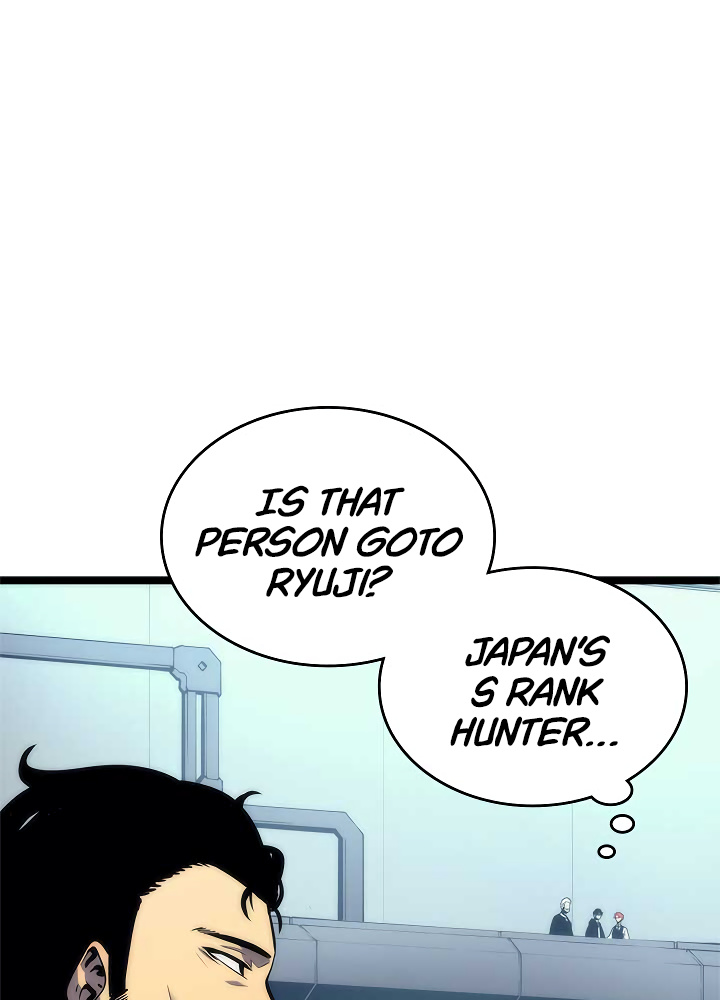 IS THAT
PERSON GOTO
RYUJI?
JAPAN'S
S RANK
HUNTER...